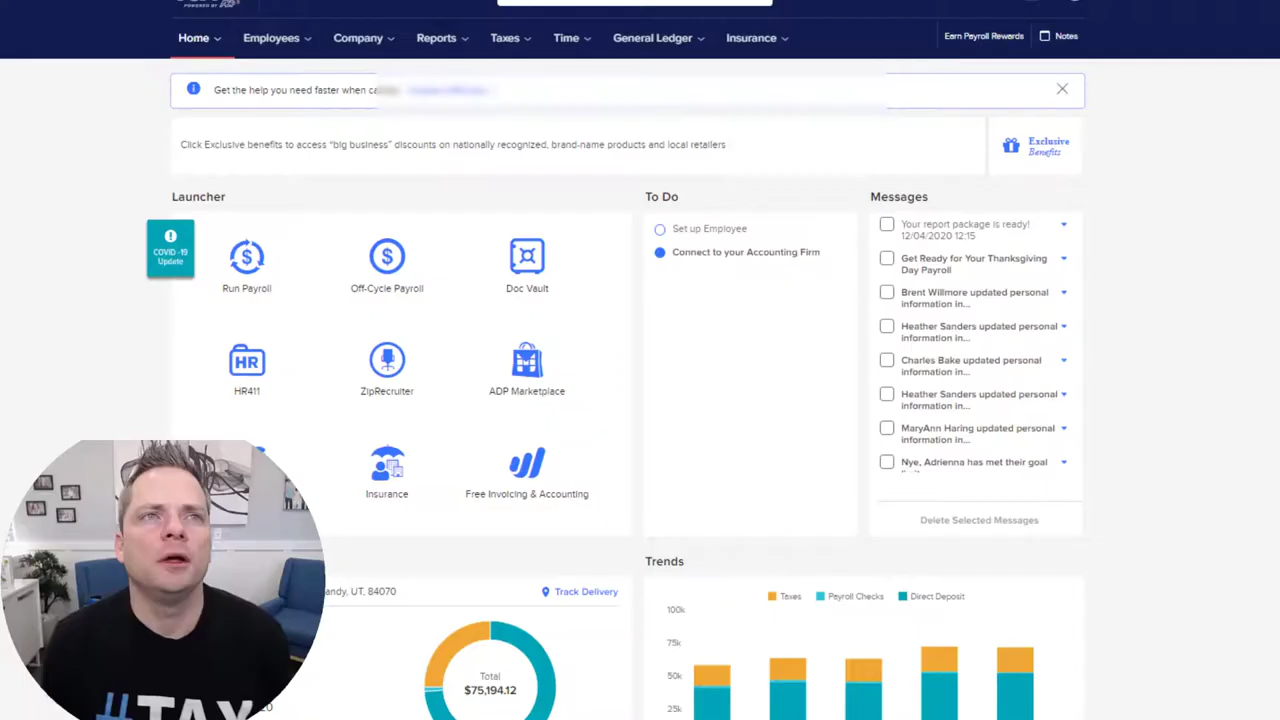 POWERED BY ADP
Home Employees Company Reports Taxes Time General Ledger Insurance
Earn Payroll Rewards Notes
Get the help you need faster when
Click Exclusive benefits to access "big business" discounts on nationally recognized, brand-name products and local retailers
Exclusive
Benefits
Launcher
COVID -19
Update
Run Payroll Off-Cycle Payroll Doc Vault
HR
HR411 ZipRecruiter ADP Marketplace
Insurance Free Invoicing & Accounting
To Do
Set up Employee
Connect to your Accounting Firm
Messages
Your report package is ready!
12/04/2020 12:15
Get Ready for Your Thanksgiving
Day Payroll
Brent Willmore updated personal
information in...
Heather Sanders updated personal
information in...
Charles Bake updated personal
information in...
Heather Sanders updated personal
information in...
MaryAnn Haring updated personal
information in...
Nye, Adrienna has met their goal
Delete Selected Messages
andy, UT, 84070 Track Delivery
Total
$75,194.12
Trends
Taxes Payroll Checks Direct Deposit
100k
75k
50k
25k
#TAX